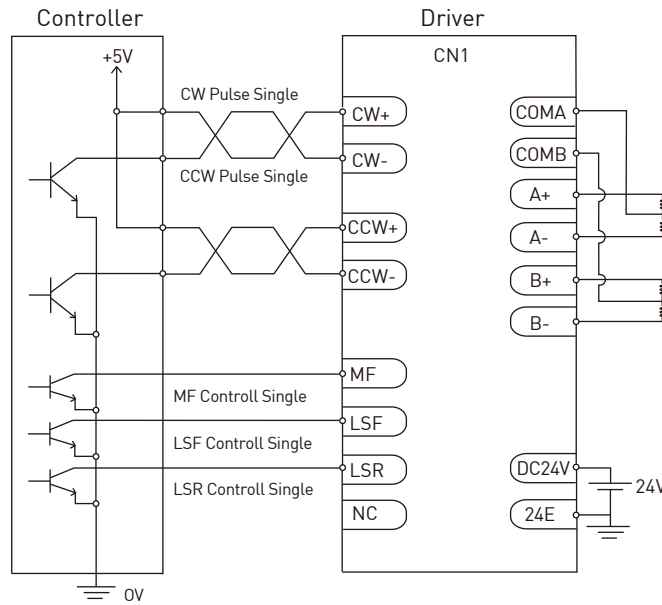 Controller
Driver
+5V
CN1
CW Pulse Single
CW+
COMA
CW-
COMB
CCW Pulse Single
A+
CCW+
A-
CCW-
B+
B-
MF
MF Controll Single
LSF
LSF Controll Single
LSR
DC24V
LSR Controll Single
24V
NC
24E
0V